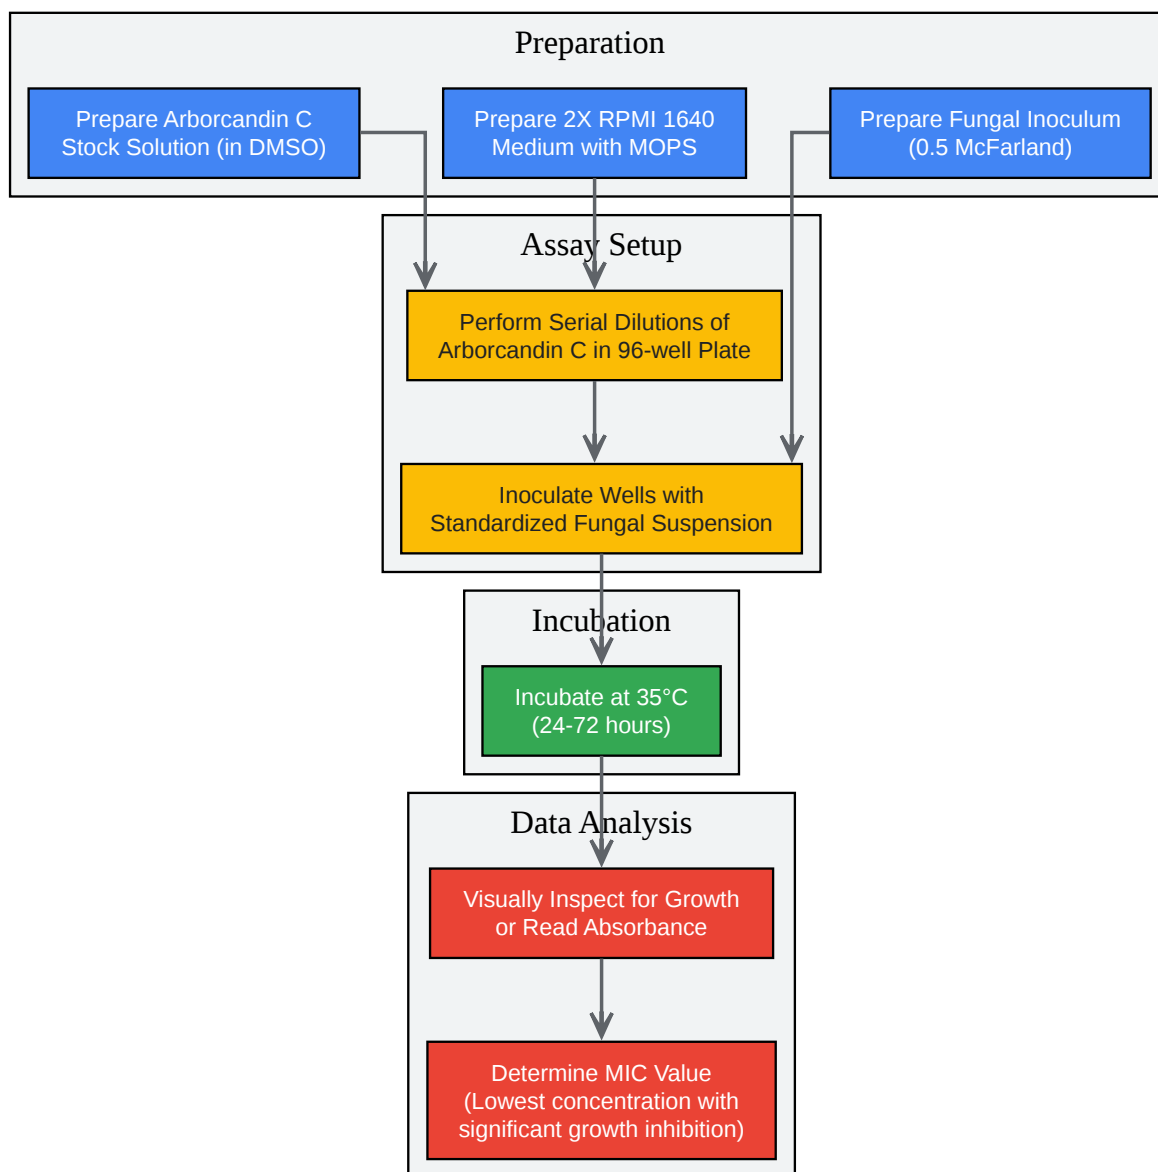 Preparation
Prepare Arborcandin C
Stock Solution (in DMSO)
Prepare 2X RPMI 1640
Medium with MOPS
Prepare Fungal Inoculum
(0.5 McFarland)
Assay Setup
Perform Serial Dilutions of
Arborcandin C in 96-well Plate
Inoculate Wells with
Standardized Fungal Suspension
Incubation
Incubate at 35°C
(24-72 hours)
Data Analysis
Visually Inspect for Growth
or Read Absorbance
Determine MIC Value
(Lowest concentration with
significant growth inhibition)